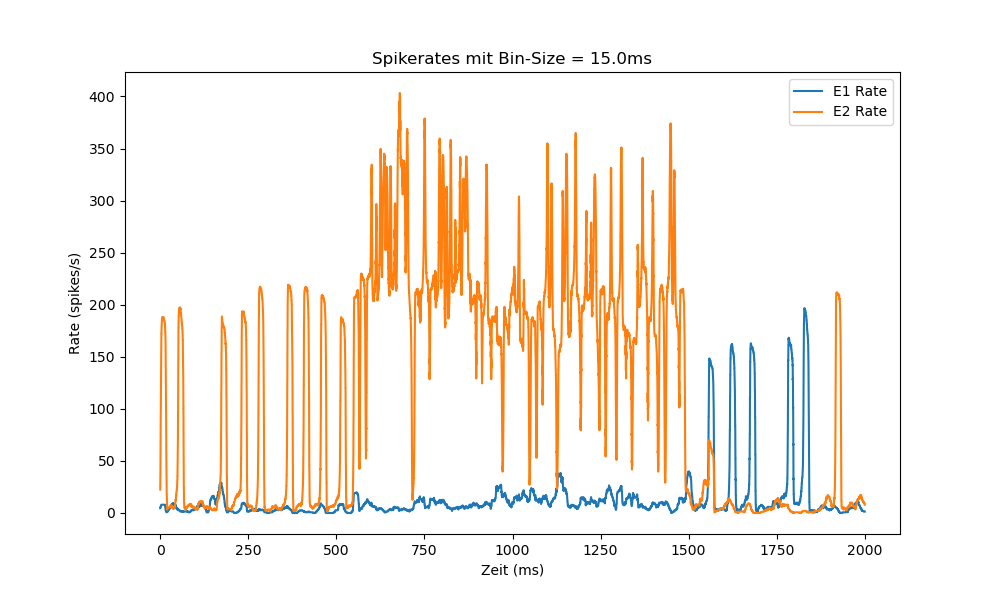 Spikerates mit Bin-Size = 15.0ms
E1 Rate
E2 Rate
400
350
300
250
200
150
100
50
0
Rate (spikes/s)
0 250 500 750 1000 1250 1500 1750 2000
Zeit (ms)